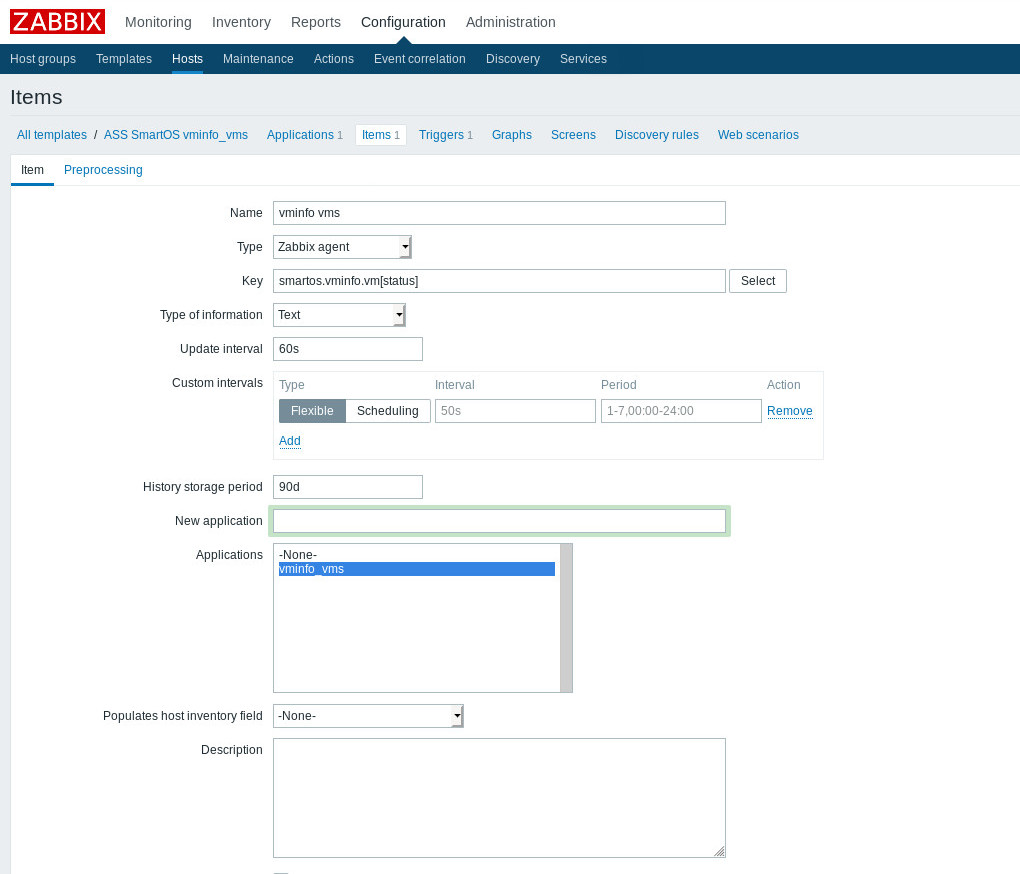 ZABBIX Monitoring Inventory Reports Configuration Administration
Host groups Templates Hosts Maintenance Actions Event correlation Discovery Services
Items
All templates / ASS SmartOS vminfo_vms Applications 1 Items 1 Triggers 1 Graphs Screens Discovery rules Web scenarios
Item Preprocessing
Name vminfo vms
Type Zabbix agent
Key smartos.vminfo.vm[status] Select
Type of information Text
Update interval 60s
Custom intervals Type Interval Period Action
Flexible Scheduling 50s 1-7,00:00-24:00 Remove
Add
History storage period 90d
New application
Applications -None-
vminfo_vms
Populates host inventory field -None-
Description